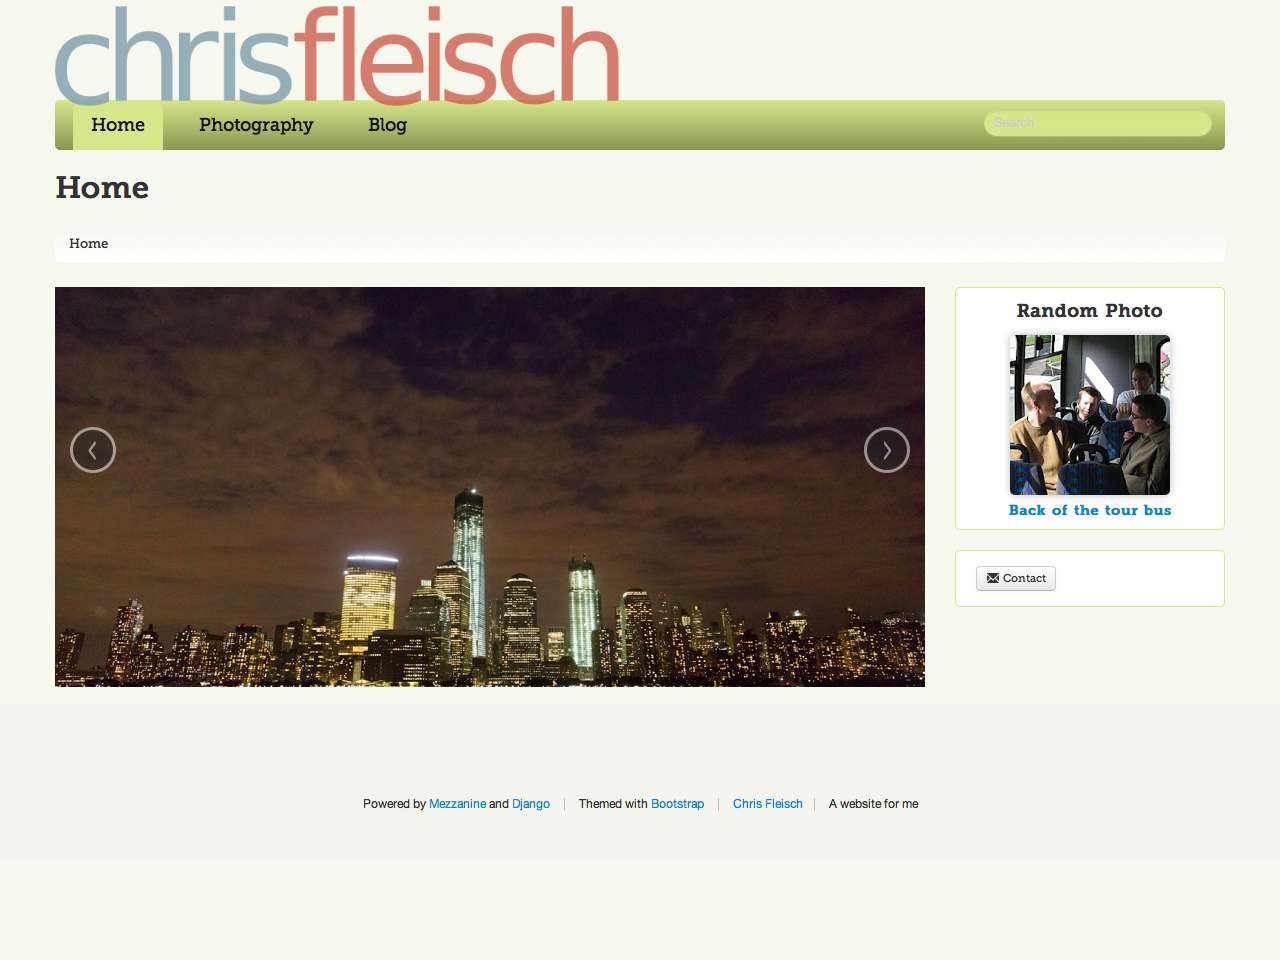 chrisfleisch
Home Photography Blog Search
Home
Home
Random Photo
Back of the tour bus
Contact
Powered by Mezzanine and Django | Themed with Bootstrap | Chris Fleisch | A website for me